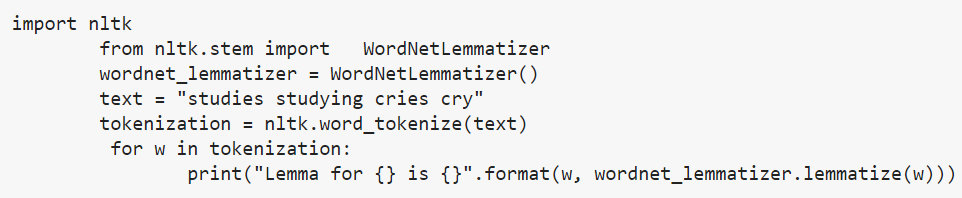 import nltk
        from nltk.stem import   WordNetLemmatizer
        wordnet_lemmatizer = WordNetLemmatizer()
        text = "studies studying cries cry"
        tokenization = nltk.word_tokenize(text)
         for w in tokenization:
                print("Lemma for {} is {}".format(w, wordnet_lemmatizer.lemmatize(w)))